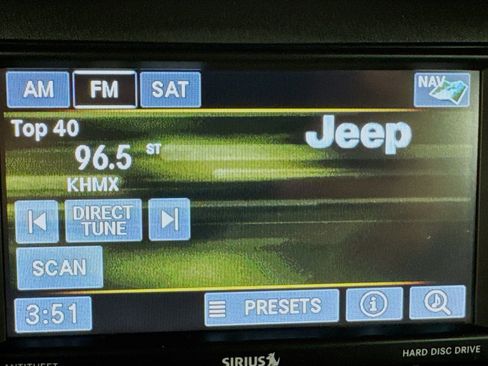 AM FM SAT NAV
Top 40
Jeep
96.5 ST
KHMX
DIRECT
TUNE
SCAN
3:51 PRESETS
ANTITHEFT SIRIUS HARD DISC DRIVE